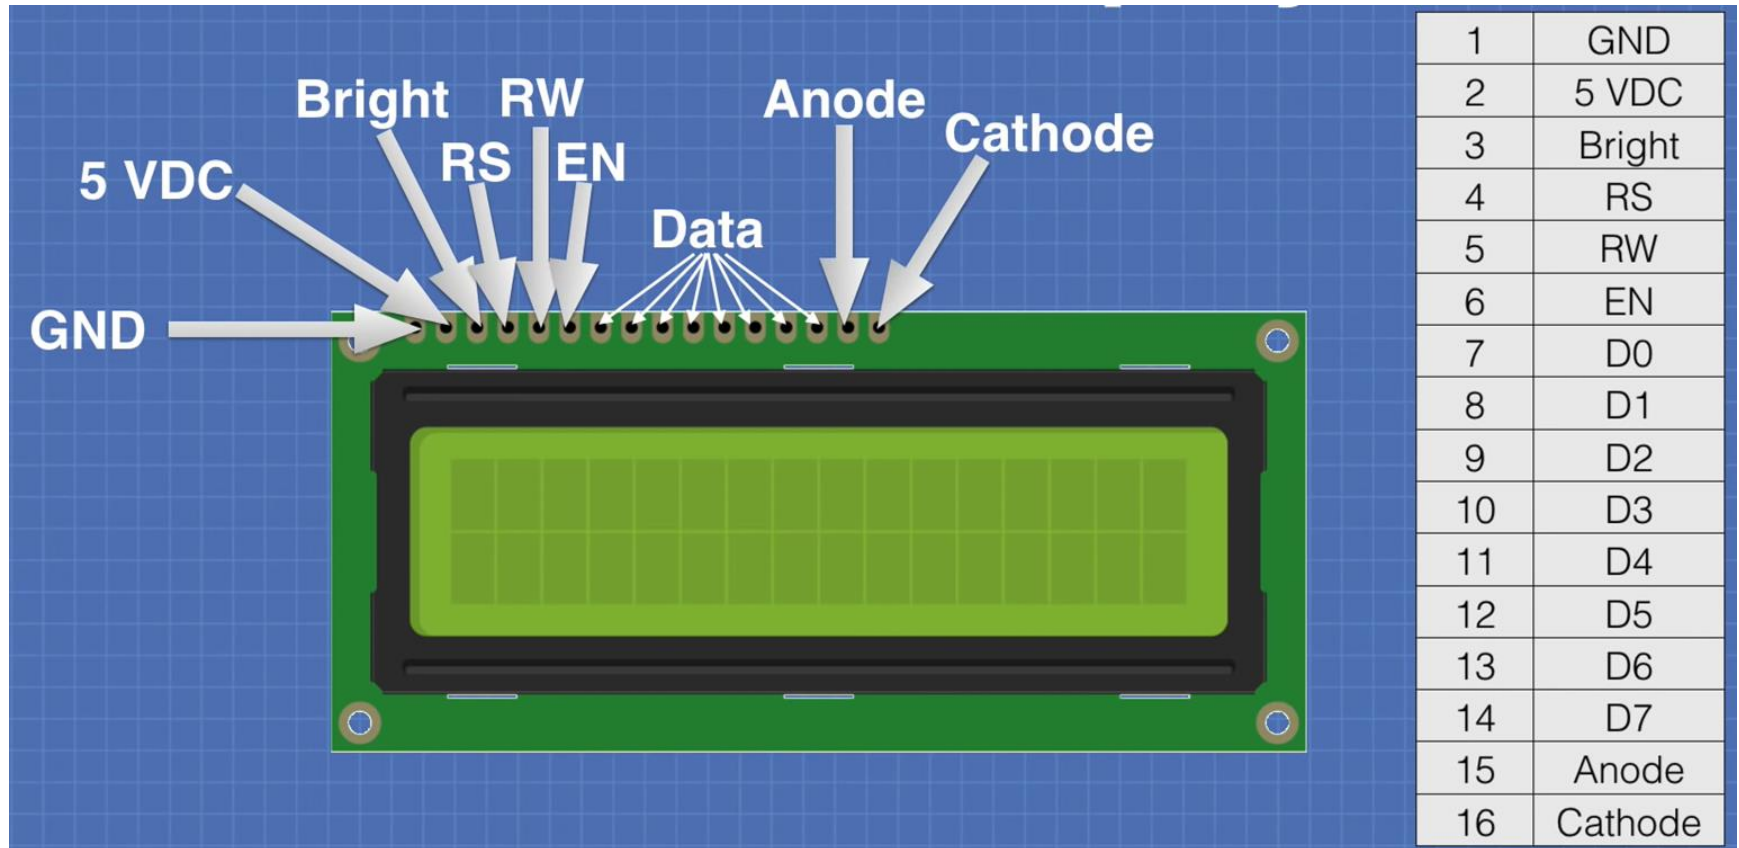 Bright
RW
Anode
Cathode
RS
EN
5 VDC
Data
GND
1 GND
2 5 VDC
3 Bright
4 RS
5 RW
6 EN
7 D0
8 D1
9 D2
10 D3
11 D4
12 D5
13 D6
14 D7
15 Anode
16 Cathode